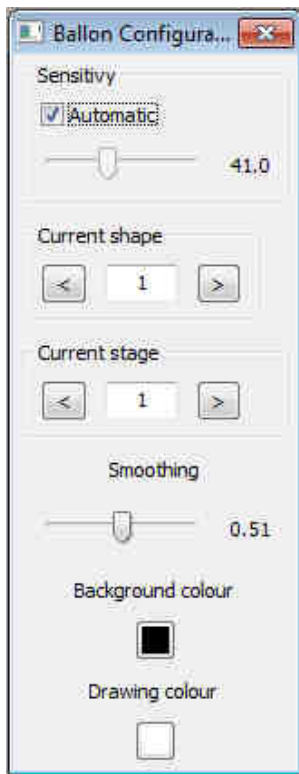 Ballon Configura...
Sensitivy
Automatic
41.0
Current shape
< 1 >
Current stage
< 1 >
Smoothing
0.51
Background colour
Drawing colour